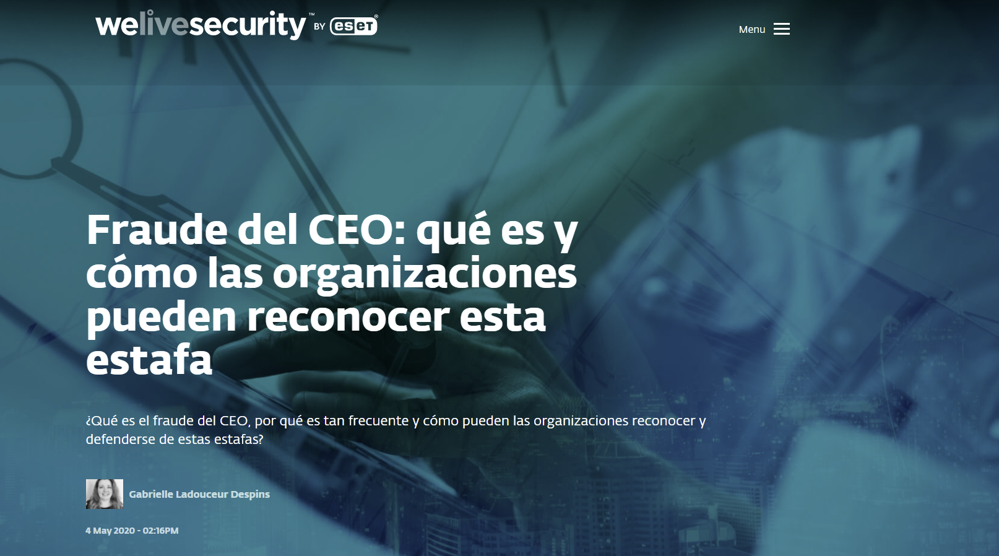 welivesecurity™ BY eseT®
Menu
Fraude del CEO: qué es y
cómo las organizaciones
pueden reconocer esta
estafa
¿Qué es el fraude del CEO, por qué es tan frecuente y cómo pueden las organizaciones reconocer y
defenderse de estas estafas?
Gabrielle Ladouceur Despins
4 May 2020 - 02:16PM